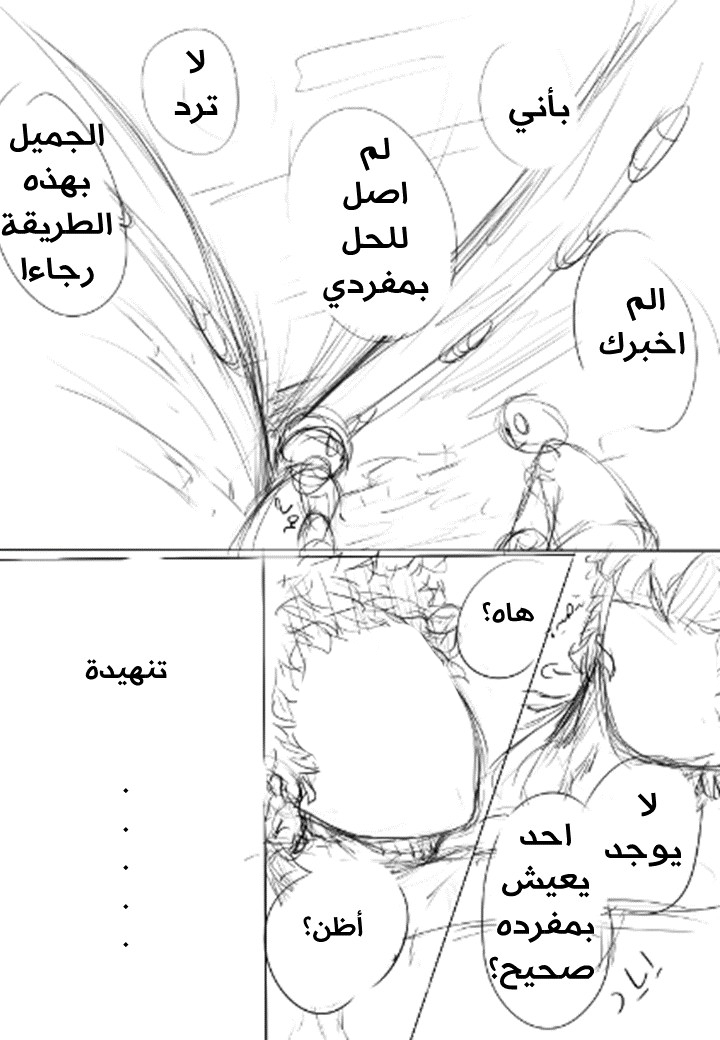 الم
اخبرك
بأني
لم
اصل
للحل
بمفردي
لا
ترد
الجميل
بهذه
الطريقة
رجاءا
لا
يوجد
احد
يعيش
بمفرده
صحيح؟
اياد
هاه؟
أظن؟
تنهيدة
.
.
.
.
.